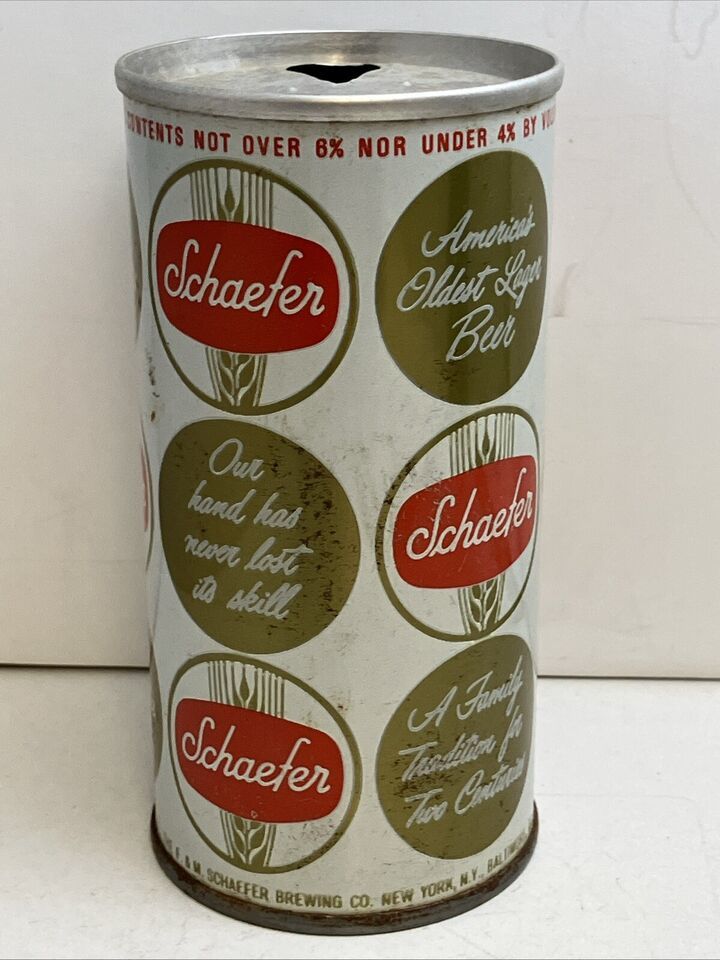 CONTENTS NOT OVER 6% NOR UNDER 4% BY
Schaefer
America's
Oldest Lager
Beer
Our
hand has
never lost
its skill
Schaefer
Schaefer
A Family
Tradition for
Two Centuries
F. & M. SCHAEFER BREWING CO. NEW YORK, N.Y.,